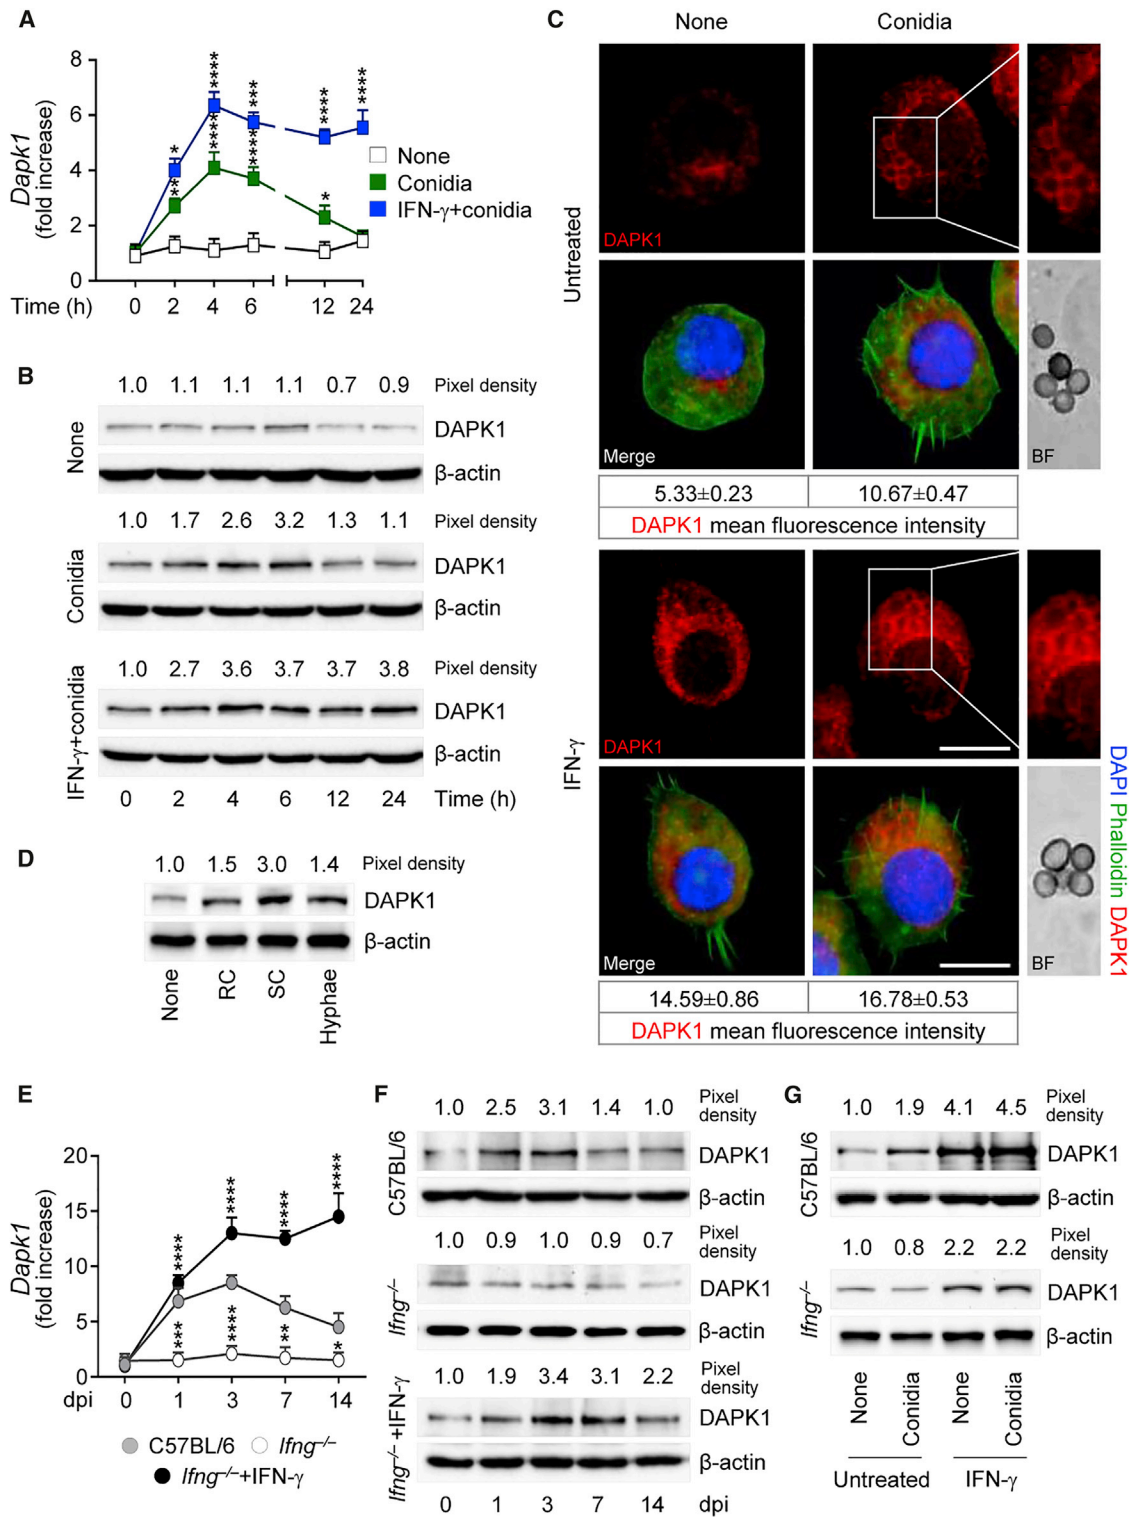 A
8
6
4
2
0
Dapk1
(fold increase)
****
****
***
****
****
****
*
**
*
None
Conidia
IFN-γ+conidia
Time (h) 0 2 4 6 12 24
B
1.0 1.1 1.1 1.1 0.7 0.9 Pixel density
None
DAPK1
β-actin
1.0 1.7 2.6 3.2 1.3 1.1 Pixel density
Conidia
DAPK1
β-actin
1.0 2.7 3.6 3.7 3.7 3.8 Pixel density
IFN-γ+conidia
DAPK1
β-actin
0 2 4 6 12 24 Time (h)
C
None Conidia
Untreated
DAPK1
Merge
BF
5.33±0.23 10.67±0.47
DAPK1 mean fluorescence intensity
IFN-γ
DAPK1
Merge
BF
14.59±0.86 16.78±0.53
DAPK1 mean fluorescence intensity
DAPI Phalloidin DAPK1
D
1.0 1.5 3.0 1.4 Pixel density
DAPK1
β-actin
None RC SC Hyphae
E
20
15
10
5
0
Dapk1
(fold increase)
****
****
****
****
***
****
**
*
dpi 0 1 3 7 14
C57BL/6 Ifng–/–
Ifng–/–+IFN-γ
F
1.0 2.5 3.1 1.4 1.0 Pixel
density
C57BL/6
DAPK1
β-actin
1.0 0.9 1.0 0.9 0.7 Pixel
density
Ifng–/–
DAPK1
β-actin
1.0 1.9 3.4 3.1 2.2 Pixel
density
Ifng–/–+IFN-γ
DAPK1
β-actin
0 1 3 7 14 dpi
G
1.0 1.9 4.1 4.5 Pixel
density
C57BL/6
DAPK1
β-actin
1.0 0.8 2.2 2.2 Pixel
density
Ifng–/–
DAPK1
β-actin
None Conidia None Conidia
Untreated IFN-γ